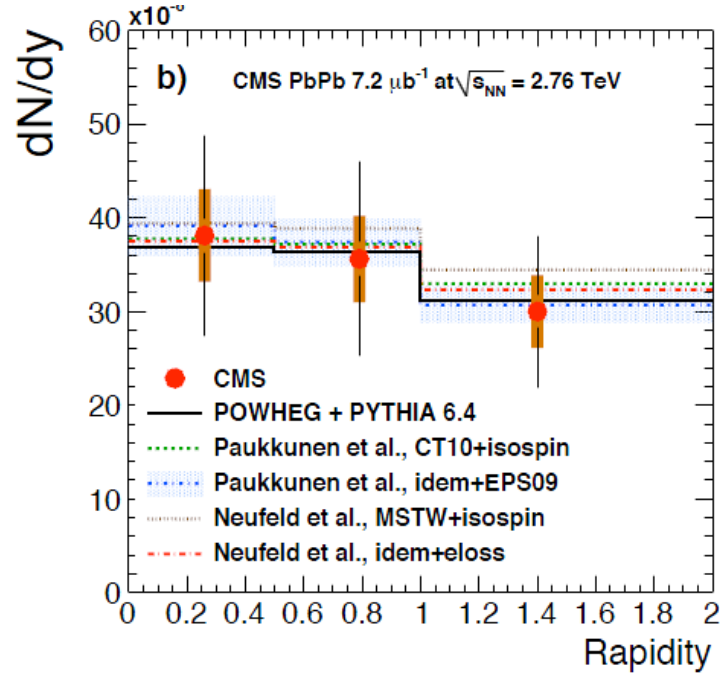 x10⁻⁸
dN/dy
b) CMS PbPb 7.2 μb⁻¹ at √s_NN = 2.76 TeV
60
50
40
30
20
10
0
CMS
POWHEG + PYTHIA 6.4
Paukkunen et al., CT10+isospin
Paukkunen et al., idem+EPS09
Neufeld et al., MSTW+isospin
Neufeld et al., idem+eloss
0 0.2 0.4 0.6 0.8 1 1.2 1.4 1.6 1.8 2
Rapidity